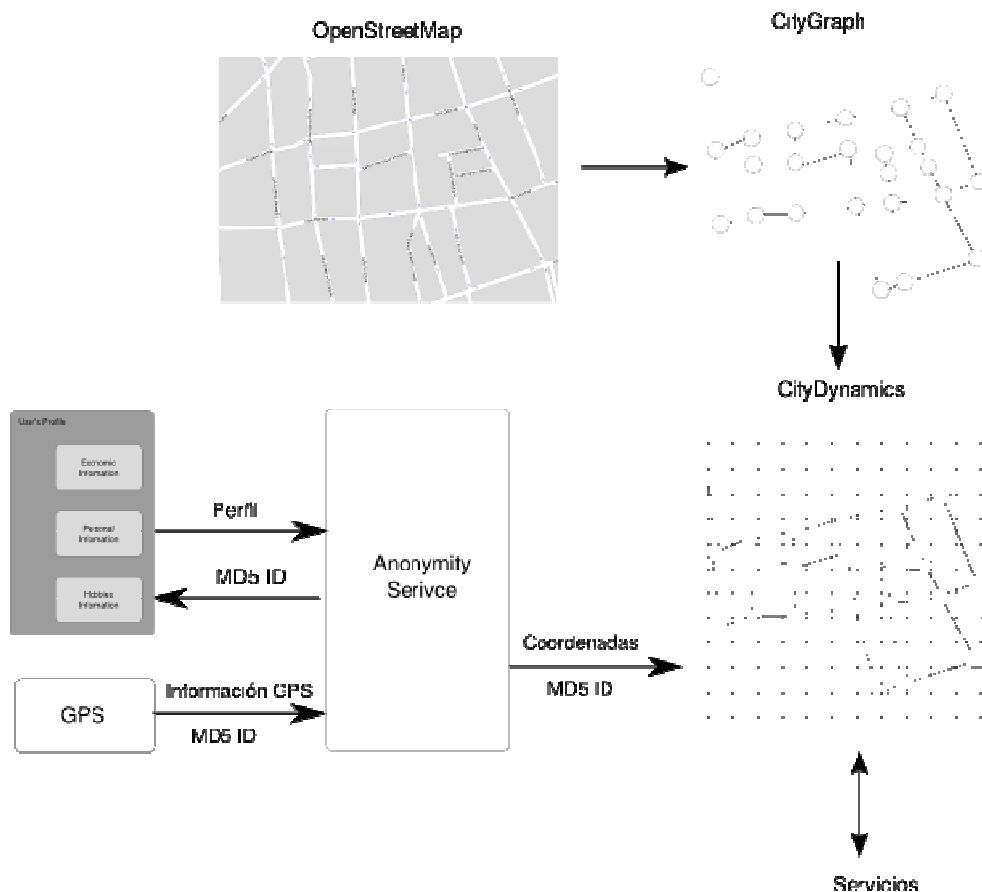 OpenStreetMap
CityGraph
CityDynamics
User's Profile
Economic
Information
Personal
Information
Hobbies
Information
Perfil
MD5 ID
Anonymity
Serivce
GPS
Información GPS
MD5 ID
Coordenadas
MD5 ID
Servicios